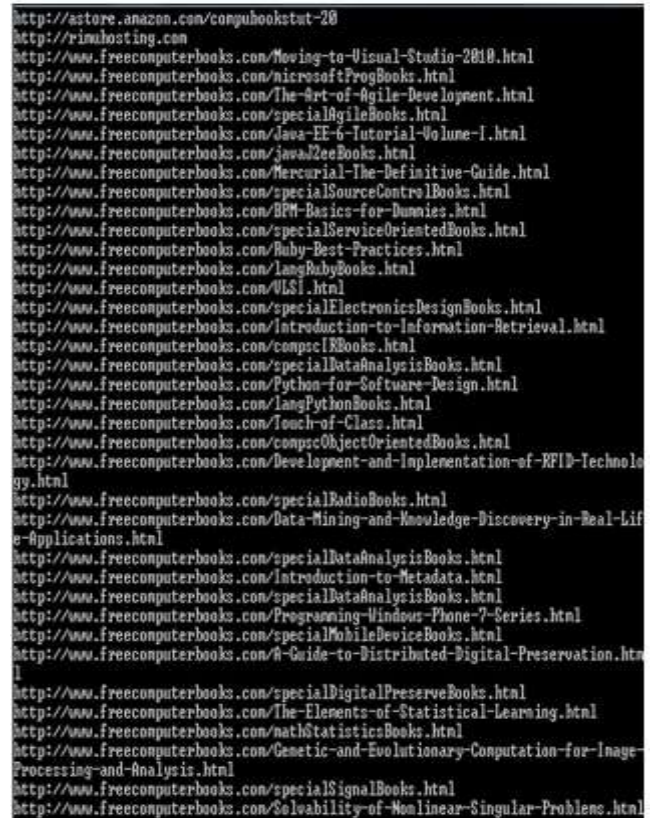 http://astore.amazon.com/compubookstut-20
http://rimuhosting.com
http://www.freecomputerbooks.com/Moving-to-Visual-Studio-2010.html
http://www.freecomputerbooks.com/microsoftProgBooks.html
http://www.freecomputerbooks.com/The-Art-of-Agile-Development.html
http://www.freecomputerbooks.com/specialAgileBooks.html
http://www.freecomputerbooks.com/Java-EE-6-Tutorial-Volume-I.html
http://www.freecomputerbooks.com/javaJ2eeBooks.html
http://www.freecomputerbooks.com/Mercurial-The-Definitive-Guide.html
http://www.freecomputerbooks.com/specialSourceControlBooks.html
http://www.freecomputerbooks.com/BPM-Basics-for-Dummies.html
http://www.freecomputerbooks.com/specialServiceOrientedBooks.html
http://www.freecomputerbooks.com/Ruby-Best-Practices.html
http://www.freecomputerbooks.com/langRubyBooks.html
http://www.freecomputerbooks.com/VLSI.html
http://www.freecomputerbooks.com/specialElectronicsDesignBooks.html
http://www.freecomputerbooks.com/Introduction-to-Information-Retrieval.html
http://www.freecomputerbooks.com/compscIRBooks.html
http://www.freecomputerbooks.com/specialDataAnalysisBooks.html
http://www.freecomputerbooks.com/Python-for-Software-Design.html
http://www.freecomputerbooks.com/langPythonBooks.html
http://www.freecomputerbooks.com/Touch-of-Class.html
http://www.freecomputerbooks.com/compscObjectOrientedBooks.html
http://www.freecomputerbooks.com/Development-and-Implementation-of-RFID-Technolo
gy.html
http://www.freecomputerbooks.com/specialRadioBooks.html
http://www.freecomputerbooks.com/Data-Mining-and-Knowledge-Discovery-in-Real-Lif
e-Applications.html
http://www.freecomputerbooks.com/specialDataAnalysisBooks.html
http://www.freecomputerbooks.com/Introduction-to-Metadata.html
http://www.freecomputerbooks.com/specialDataAnalysisBooks.html
http://www.freecomputerbooks.com/Programming-Windows-Phone-7-Series.html
http://www.freecomputerbooks.com/specialMobileDeviceBooks.html
http://www.freecomputerbooks.com/A-Guide-to-Distributed-Digital-Preservation.htm
l
http://www.freecomputerbooks.com/specialDigitalPreserveBooks.html
http://www.freecomputerbooks.com/The-Elements-of-Statistical-Learning.html
http://www.freecomputerbooks.com/mathStatisticsBooks.html
http://www.freecomputerbooks.com/Genetic-and-Evolutionary-Computation-for-Image-
Processing-and-Analysis.html
http://www.freecomputerbooks.com/specialSignalBooks.html
http://www.freecomputerbooks.com/Solvability-of-Nonlinear-Singular-Problems.html